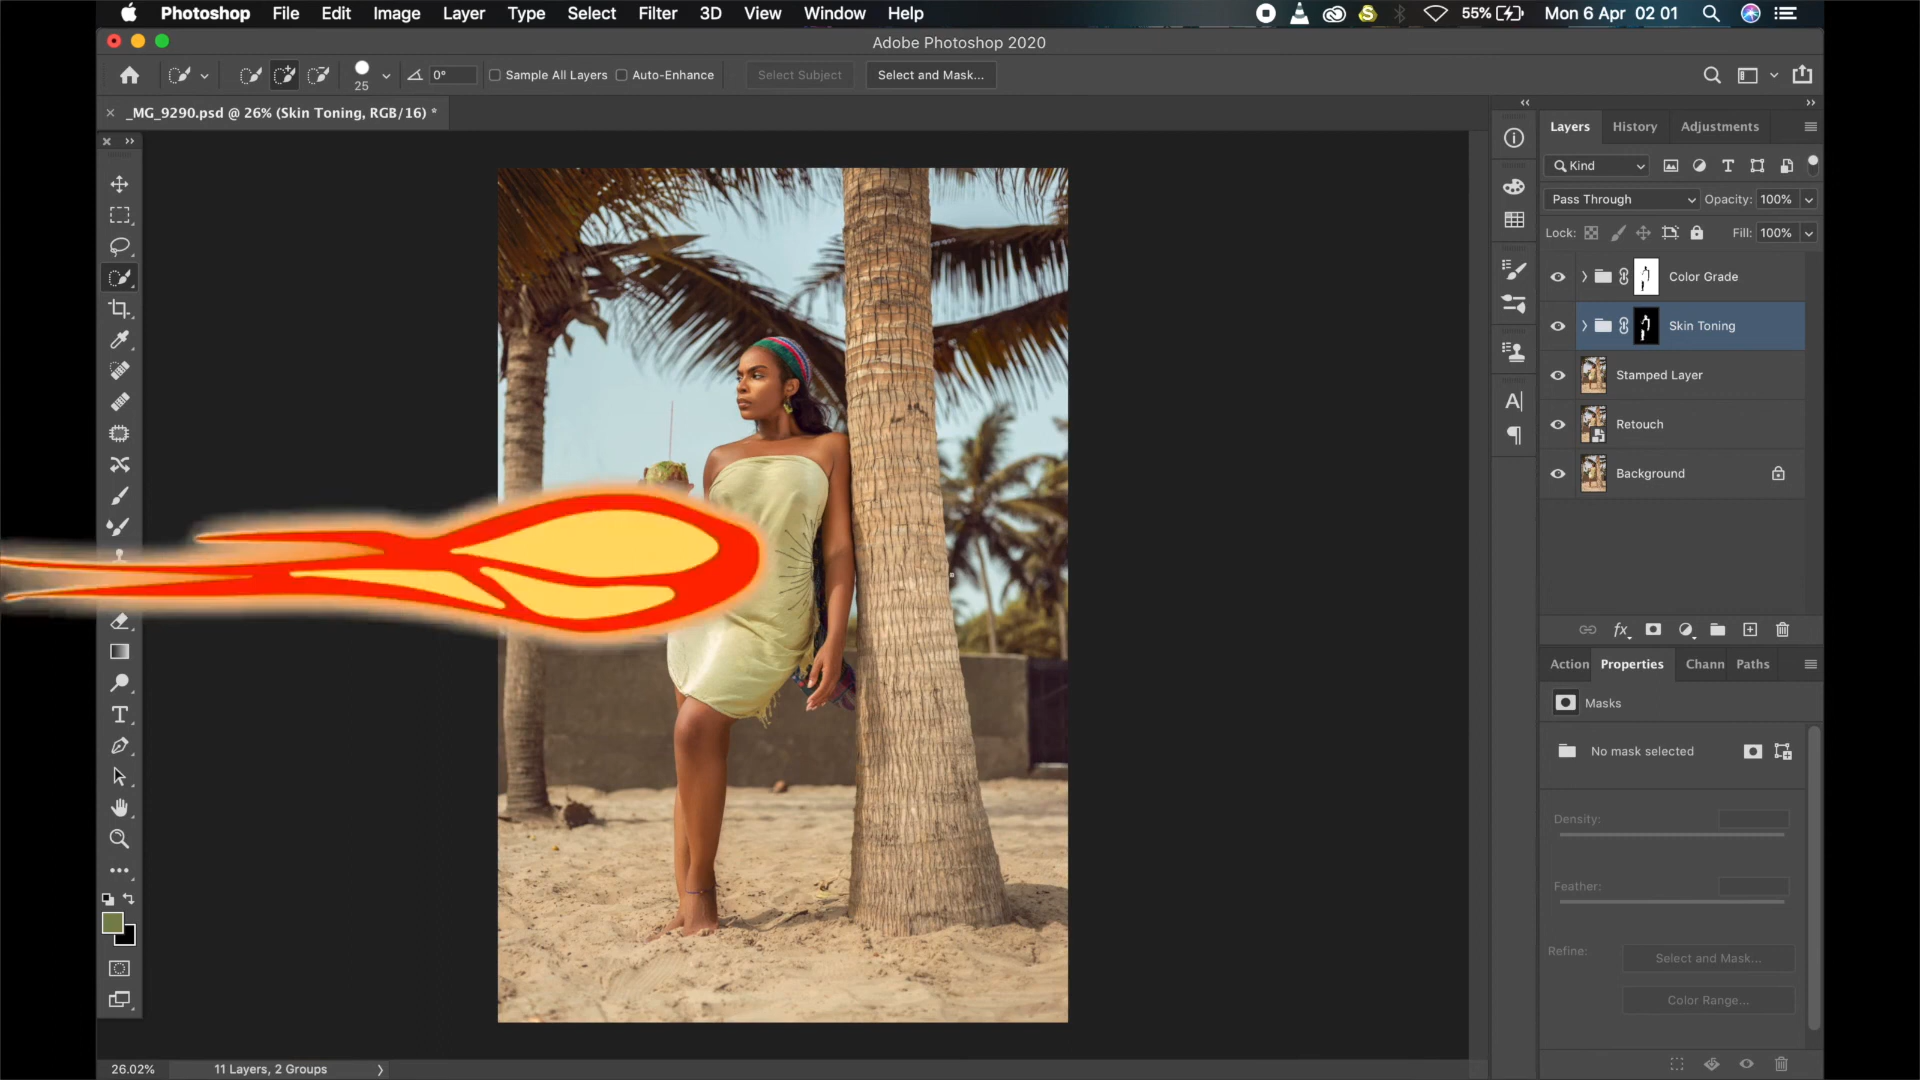 Photoshop File Edit Image Layer Type Select Filter 3D View Window Help 55% Mon 6 Apr 02 01
Adobe Photoshop 2020
25 0° Sample All Layers Auto-Enhance Select Subject Select and Mask...
_MG_9290.psd @ 26% (Skin Toning, RGB/16) *
Layers History Adjustments
Kind
Pass Through Opacity: 100%
Lock: Fill: 100%
Color Grade
Skin Toning
Stamped Layer
Retouch
Background
Action Properties Chann Paths
Masks
No mask selected
Density:
Feather:
Refine: Select and Mask...
Color Range...
26.02% 11 Layers, 2 Groups